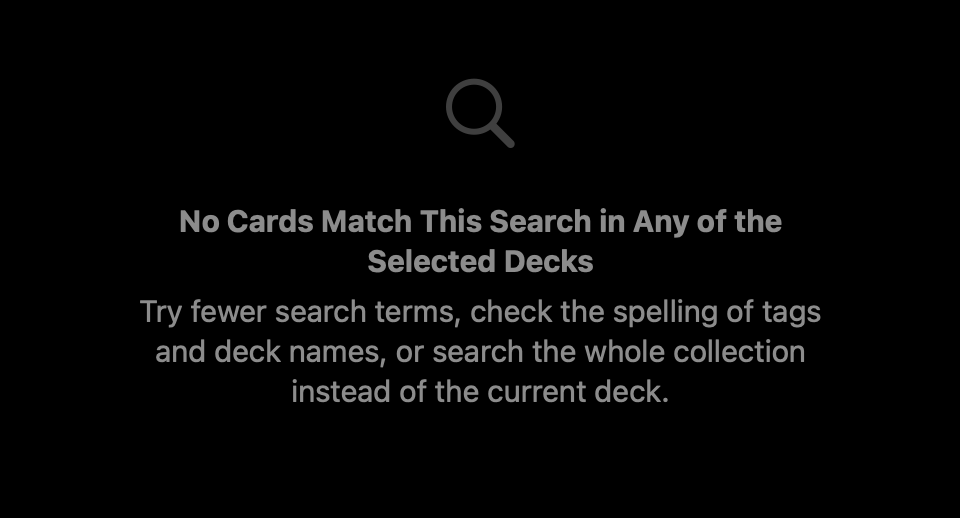 No Cards Match This Search in Any of the
Selected Decks
Try fewer search terms, check the spelling of tags
and deck names, or search the whole collection
instead of the current deck.